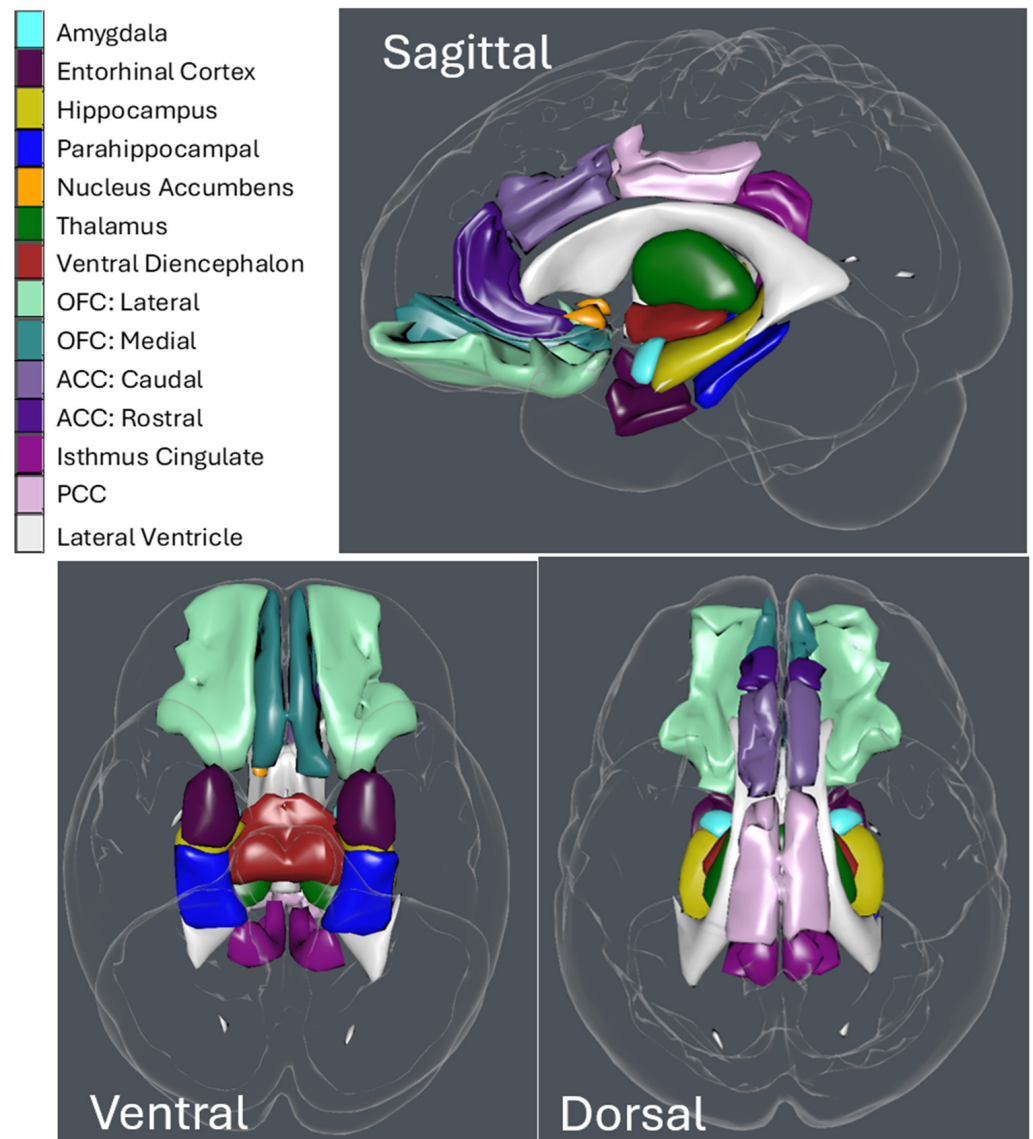 Amygdala
Entorhinal Cortex
Hippocampus
Parahippocampal
Nucleus Accumbens
Thalamus
Ventral Diencephalon
OFC: Lateral
OFC: Medial
ACC: Caudal
ACC: Rostral
Isthmus Cingulate
PCC
Lateral Ventricle
Sagittal
Ventral
Dorsal